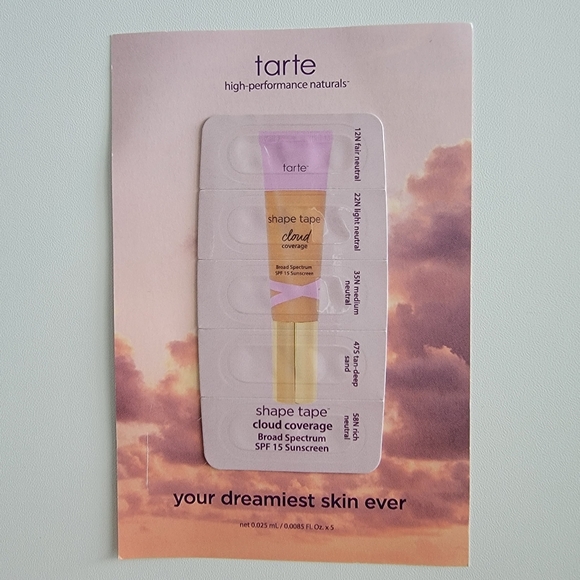 tarte
high-performance naturals™
12N fair neutral
tarte™
22N light neutral
shape tape™
cloud
coverage
Broad Spectrum
SPF 15 Sunscreen
35N medium
neutral
47S tan-deep
sand
shape tape™
cloud coverage
Broad Spectrum
SPF 15 Sunscreen
58N rich
neutral
your dreamiest skin ever
net 0.025 mL / 0.0085 Fl. Oz. x 5